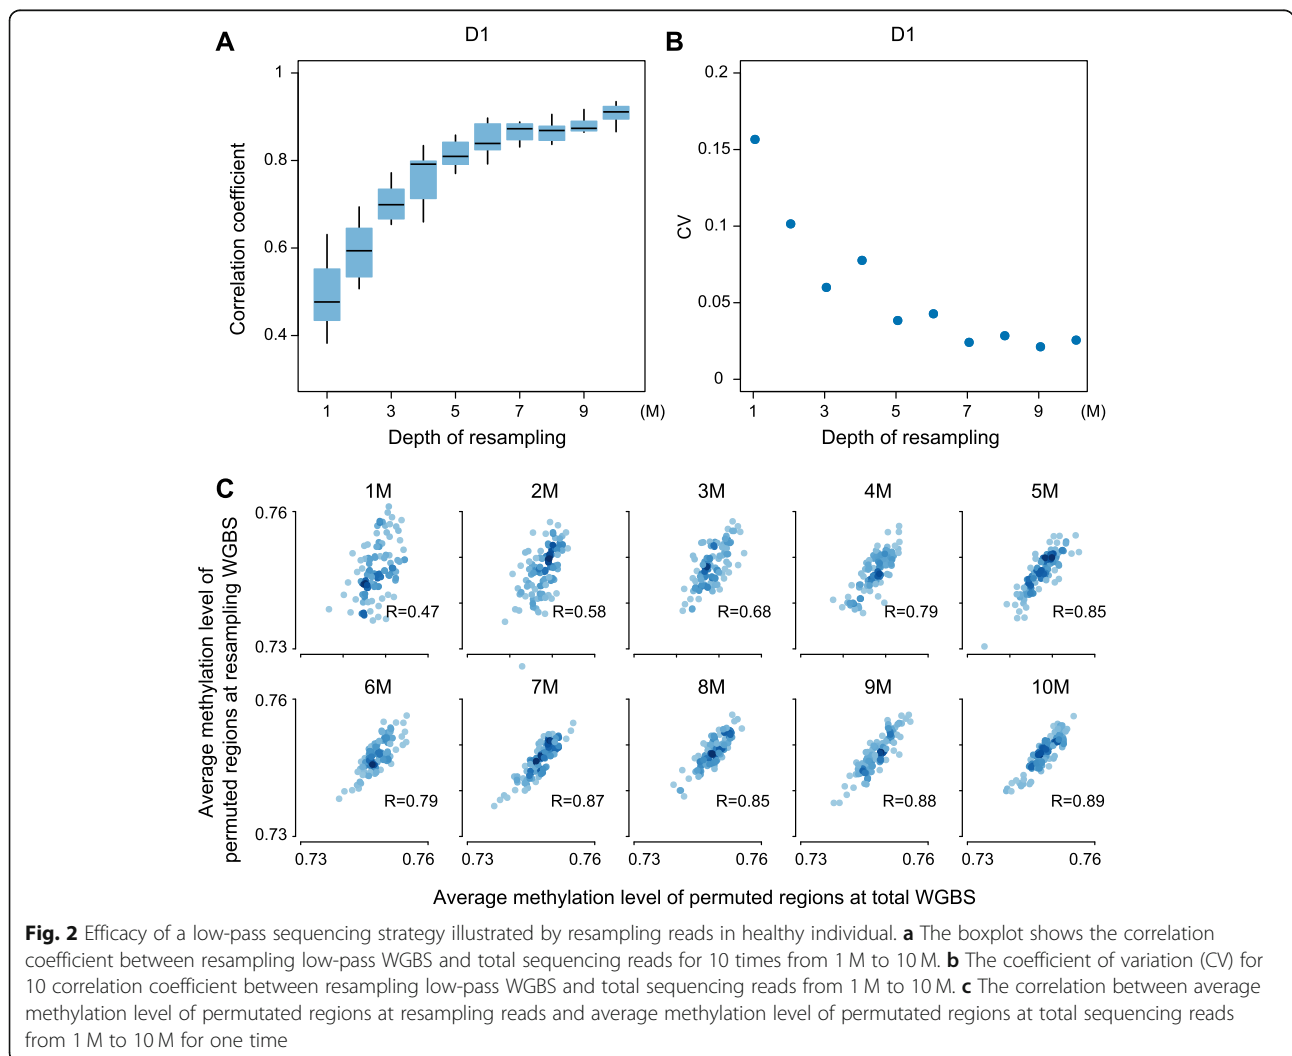 A
D1
1
0.8
0.6
0.4
Correlation coefficient
1 3 5 7 9 (M)
Depth of resampling
B
D1
0.2
0.15
0.1
0.05
0
CV
1 3 5 7 9 (M)
Depth of resampling
C
Average methylation level of
permuted regions at resampling WGBS
1M 2M 3M 4M 5M
0.76
R=0.47 R=0.58 R=0.68 R=0.79 R=0.85
0.73
6M 7M 8M 9M 10M
0.76
R=0.79 R=0.87 R=0.85 R=0.88 R=0.89
0.73
0.73 0.76 0.73 0.76 0.73 0.76 0.73 0.76 0.73 0.76
Average methylation level of permuted regions at total WGBS
Fig. 2 Efficacy of a low-pass sequencing strategy illustrated by resampling reads in healthy individual. a The boxplot shows the correlation
coefficient between resampling low-pass WGBS and total sequencing reads for 10 times from 1 M to 10 M. b The coefficient of variation (CV) for
10 correlation coefficient between resampling low-pass WGBS and total sequencing reads from 1 M to 10 M. c The correlation between average
methylation level of permutated regions at resampling reads and average methylation level of permutated regions at total sequencing reads
from 1 M to 10 M for one time